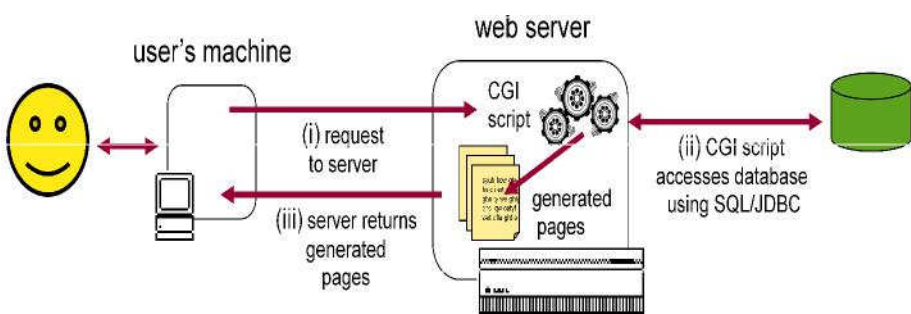 web server
user's machine
CGI
script
(i) request
to server
(ii) CGI script
accesses database
using SQL/JDBC
generated
pages
(iii) server returns
generated
pages